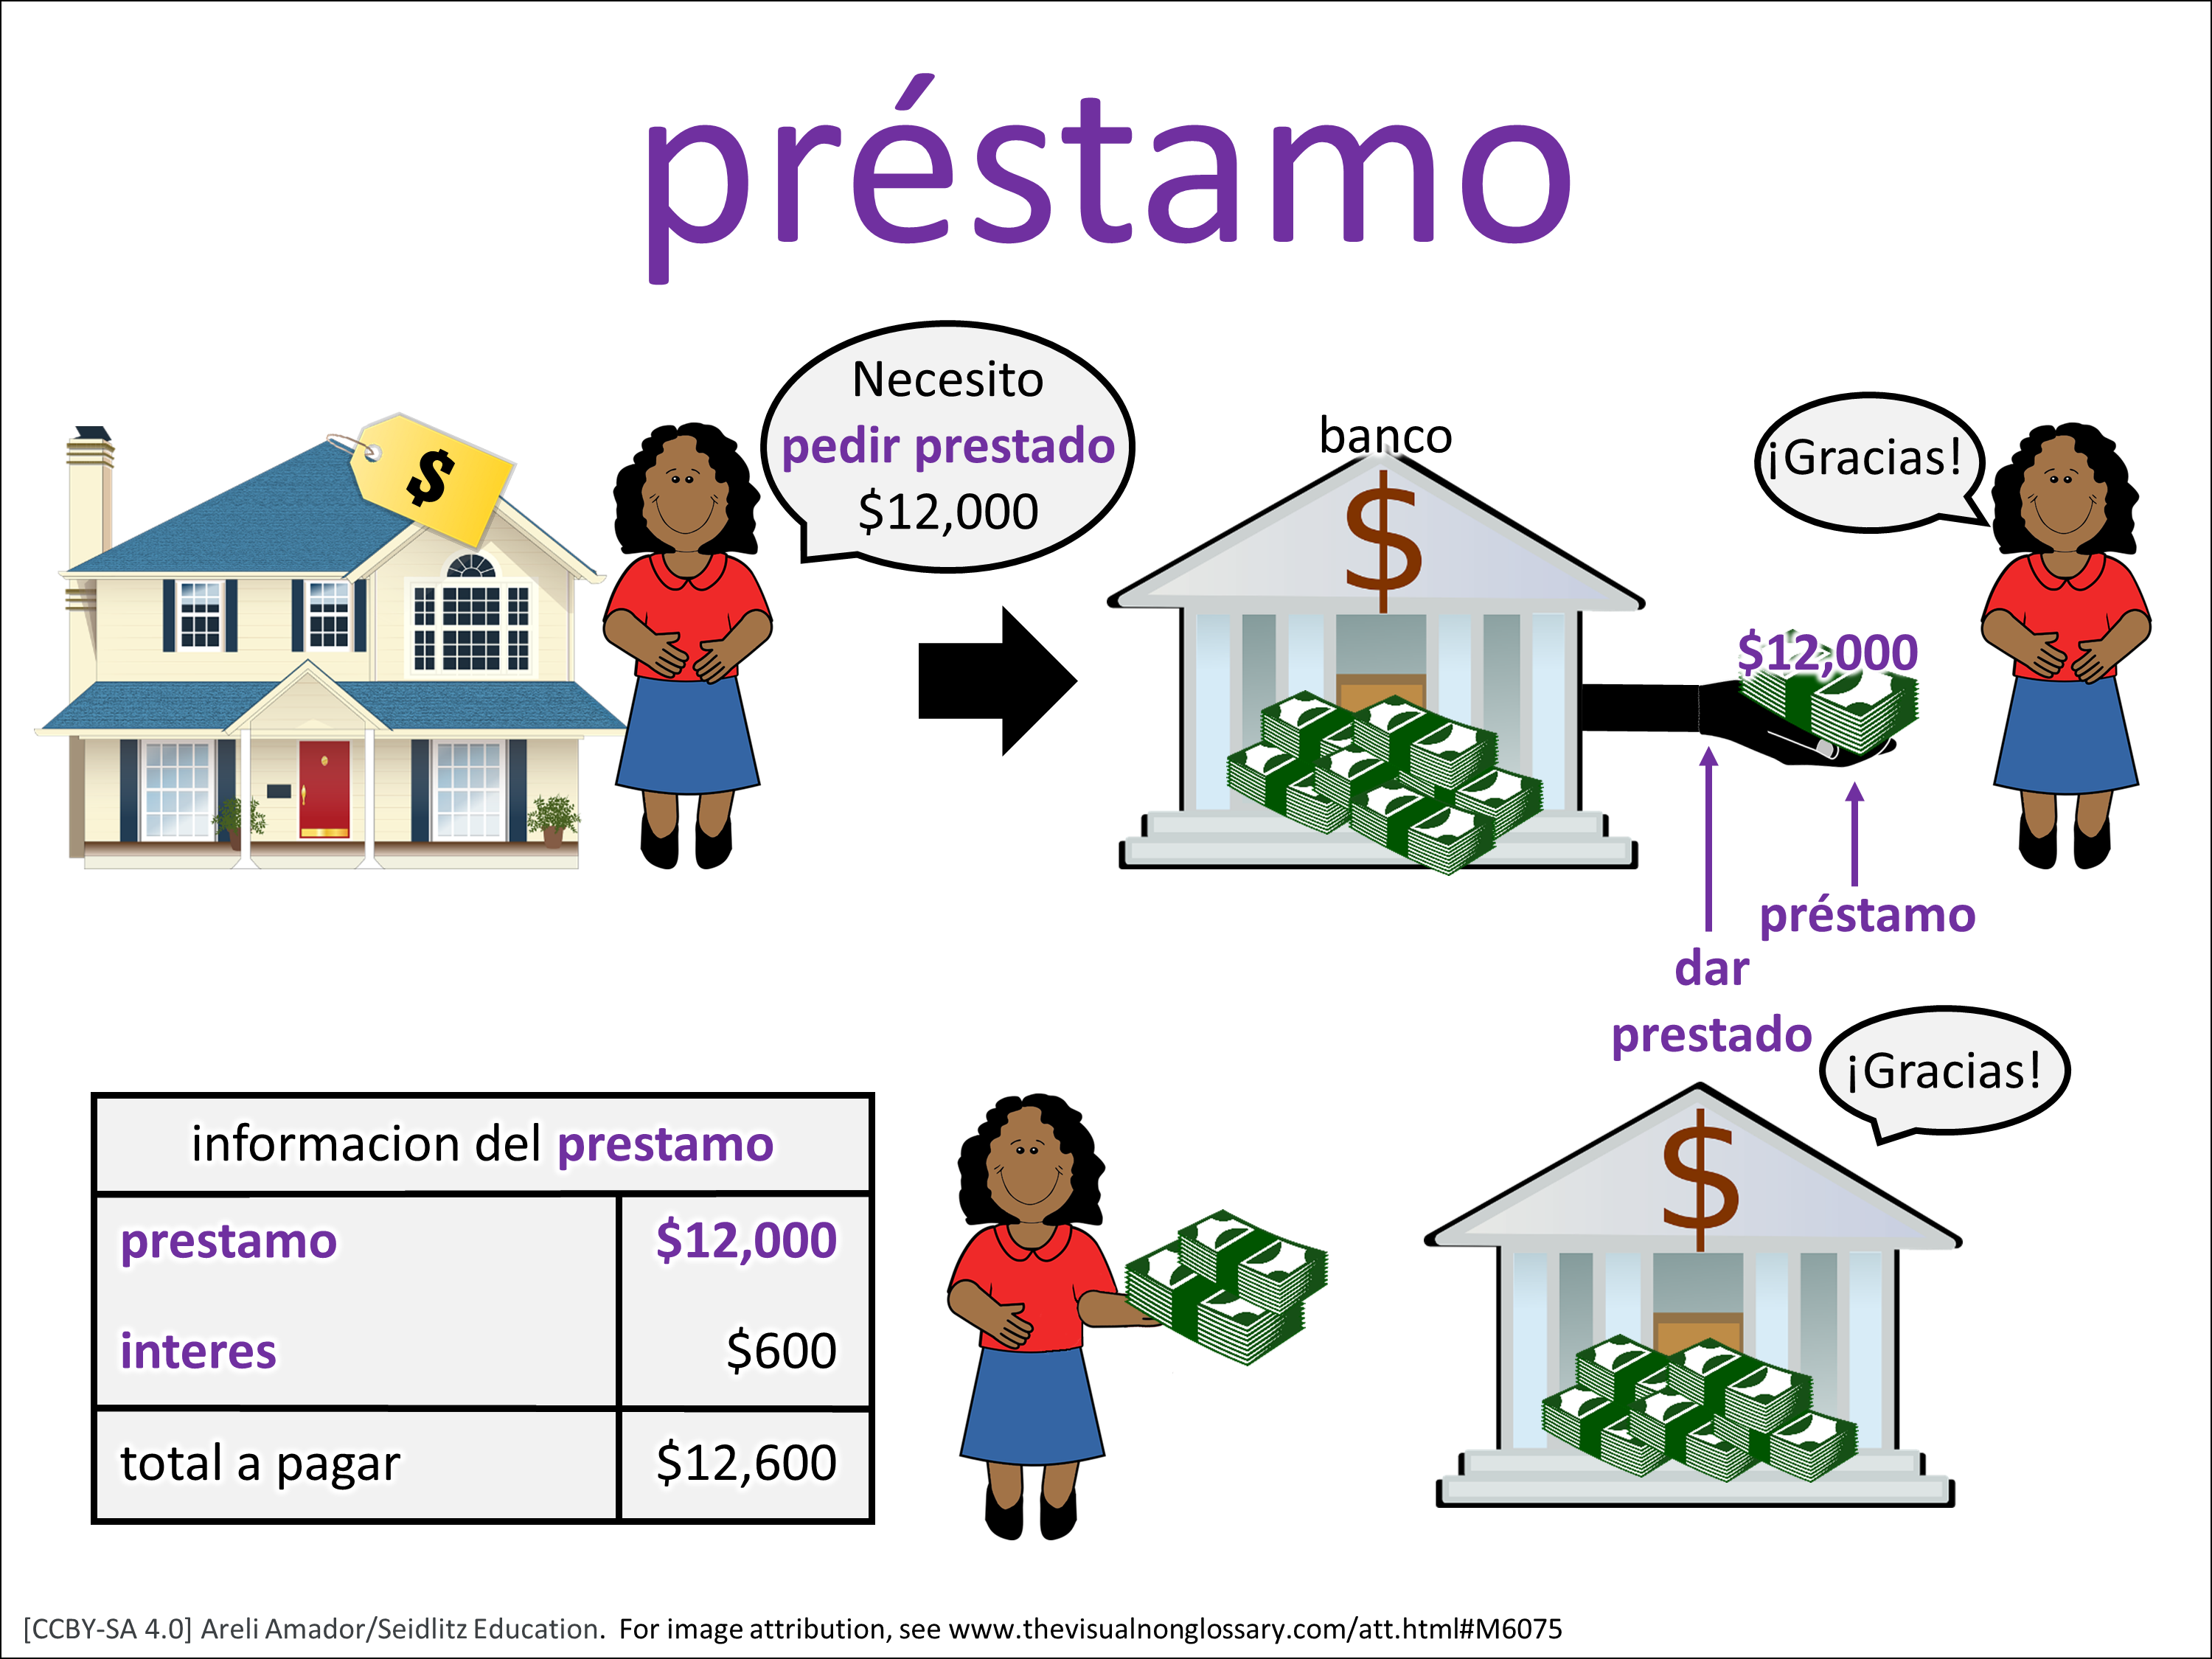 préstamo
Necesito
pedir prestado
$12,000
banco
$
$
¡Gracias!
$12,000
préstamo
dar
prestado
¡Gracias!
informacion del prestamo
prestamo $12,000
interes $600
total a pagar $12,600
$
[CCBY-SA 4.0] Areli Amador/Seidlitz Education. For image attribution, see www.thevisualnonglossary.com/att.html#M6075